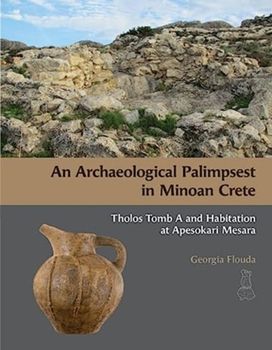 An Archaeological Palimpsest
in Minoan Crete
Tholos Tomb A and Habitation
at Apesokari Mesara
Georgia Flouda